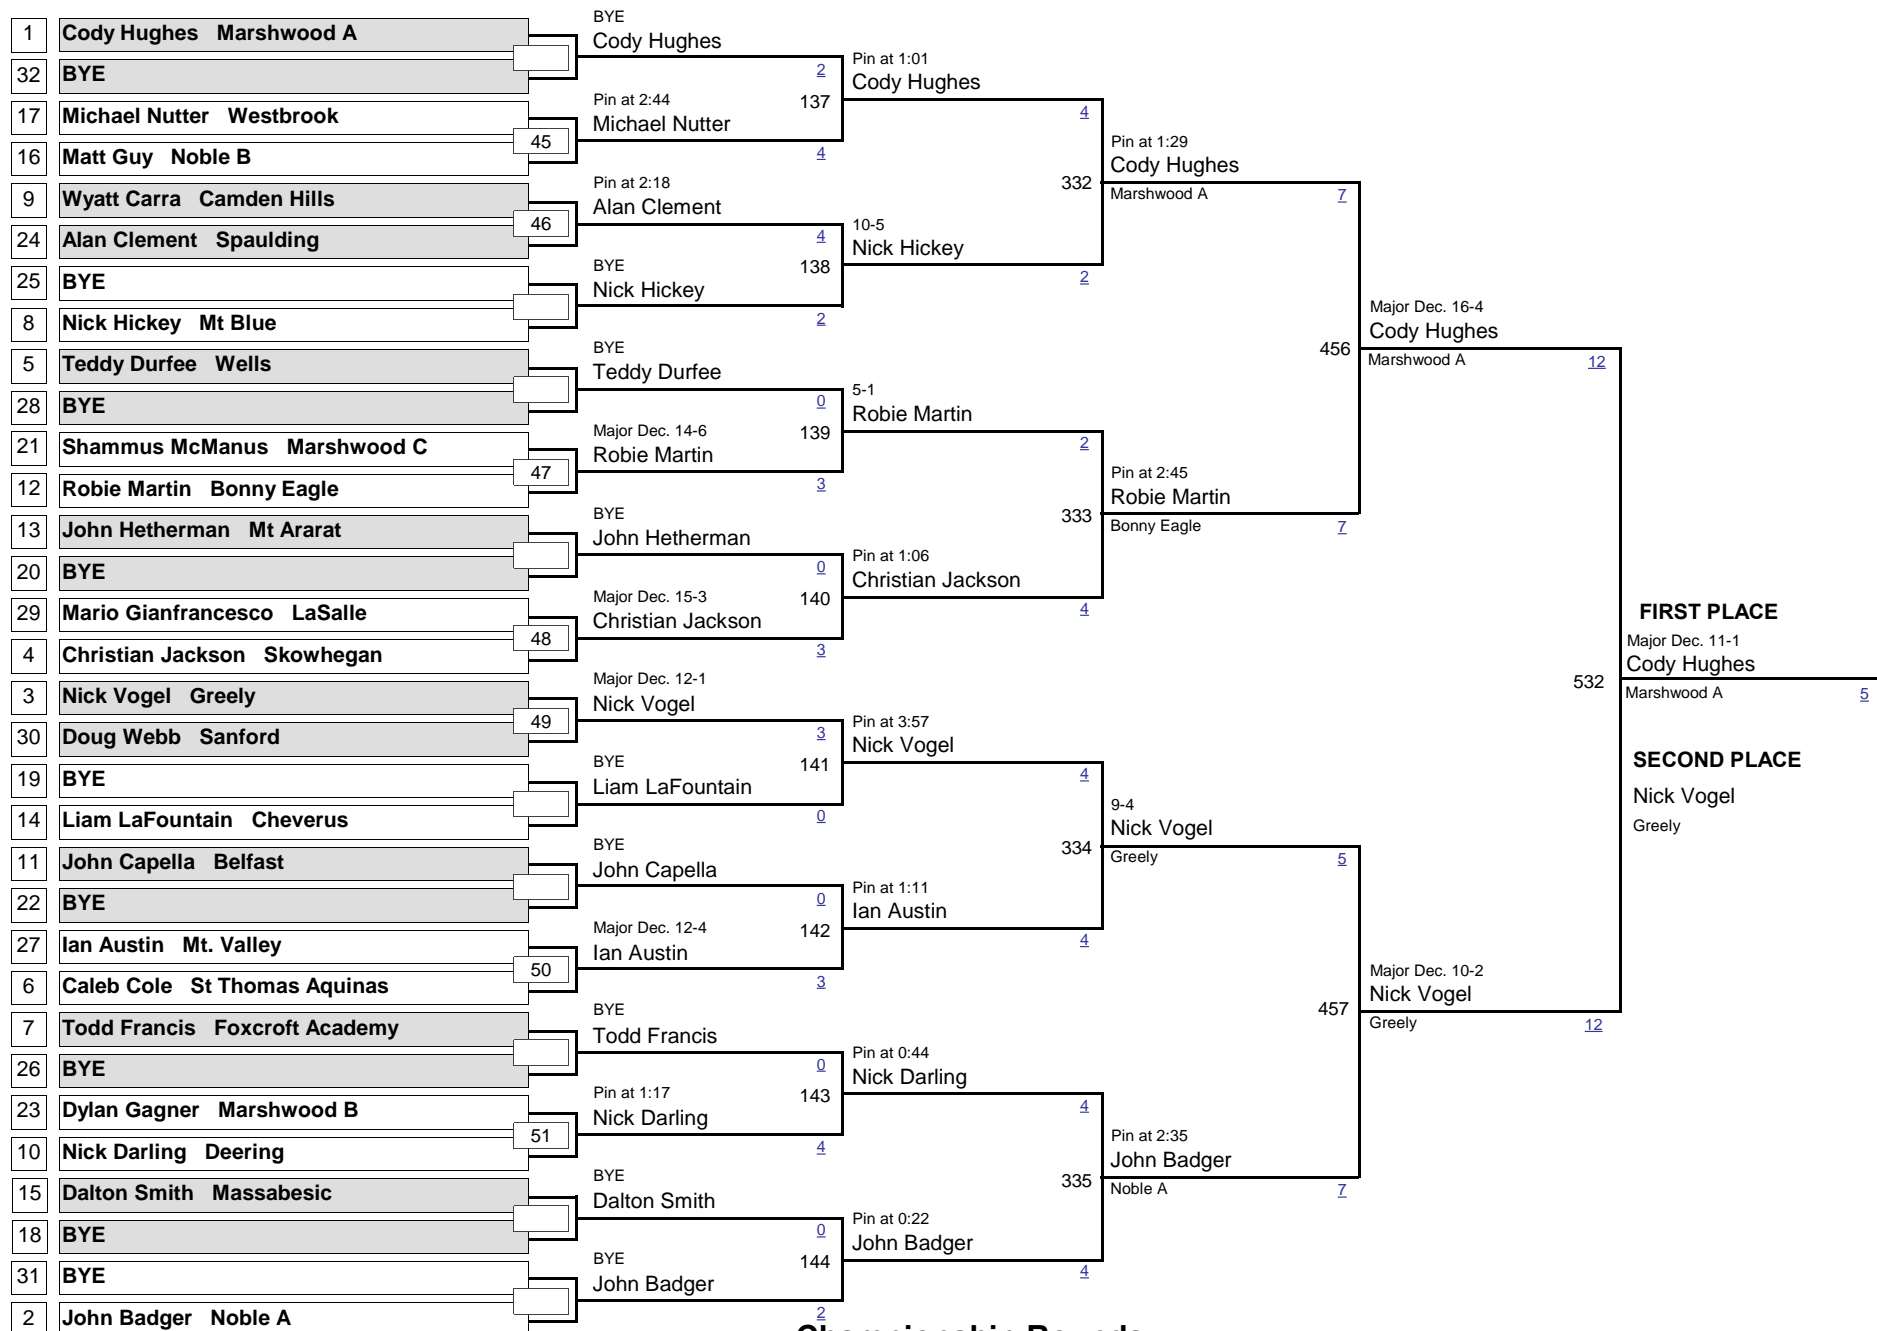 1 Cody Hughes Marshwood A
32 BYE
17 Michael Nutter Westbrook
45
16 Matt Guy Noble B
9 Wyatt Carra Camden Hills
46
24 Alan Clement Spaulding
25 BYE
8 Nick Hickey Mt Blue
5 Teddy Durfee Wells
28 BYE
21 Shammus McManus Marshwood C
47
12 Robie Martin Bonny Eagle
13 John Hetherman Mt Ararat
20 BYE
29 Mario Gianfrancesco LaSalle
48
4 Christian Jackson Skowhegan
3 Nick Vogel Greely
49
30 Doug Webb Sanford
19 BYE
14 Liam LaFountain Cheverus
11 John Capella Belfast
22 BYE
27 Ian Austin Mt. Valley
50
6 Caleb Cole St Thomas Aquinas
7 Todd Francis Foxcroft Academy
26 BYE
23 Dylan Gagner Marshwood B
51
10 Nick Darling Deering
15 Dalton Smith Massabesic
18 BYE
31 BYE
2 John Badger Noble A
BYE
Cody Hughes
2
Pin at 2:44
137
Michael Nutter
4
Pin at 2:18
Alan Clement
4
BYE
138
Nick Hickey
2
BYE
Teddy Durfee
0
Major Dec. 14-6
139
Robie Martin
3
BYE
John Hetherman
0
Major Dec. 15-3
140
Christian Jackson
3
Major Dec. 12-1
Nick Vogel
3
BYE
141
Liam LaFountain
0
BYE
John Capella
0
Major Dec. 12-4
142
Ian Austin
3
BYE
Todd Francis
0
Pin at 1:17
143
Nick Darling
4
BYE
Dalton Smith
0
BYE
144
John Badger
2
Pin at 1:01
Cody Hughes
4
332
10-5
Nick Hickey
2
5-1
Robie Martin
2
333
Pin at 1:06
Christian Jackson
4
Pin at 3:57
Nick Vogel
4
334
Pin at 1:11
Ian Austin
4
Pin at 0:44
Nick Darling
4
335
Pin at 0:22
John Badger
4
Pin at 1:29
Cody Hughes
Marshwood A
7
456
Pin at 2:45
Robie Martin
Bonny Eagle
7
9-4
Nick Vogel
Greely
5
457
Pin at 2:35
John Badger
Noble A
7
Major Dec. 16-4
Cody Hughes
Marshwood A
12
532
Major Dec. 10-2
Nick Vogel
Greely
12
FIRST PLACE
Major Dec. 11-1
Cody Hughes
Marshwood A
5
SECOND PLACE
Nick Vogel
Greely
Championship Rounds